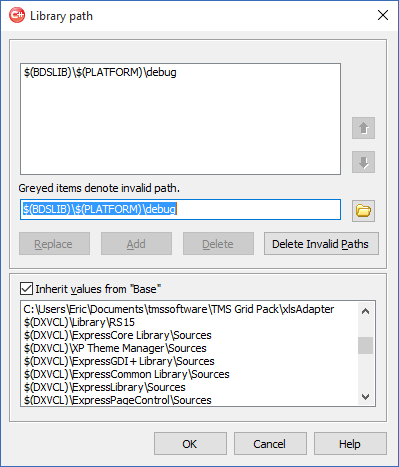 Library path
$(BDSLIB)\$(PLATFORM)\debug
Greyed items denote invalid path.
$(BDSLIB)\$(PLATFORM)\debug
Replace
Add
Delete
Delete Invalid Paths
Inherit values from "Base"
C:\Users\Eric\Documents\tmssoftware\TMS Grid Pack\xlsAdapter
$(DXVCL)\Library\RS15
$(DXVCL)\ExpressCore Library\Sources
$(DXVCL)\XP Theme Manager\Sources
$(DXVCL)\ExpressGDI+ Library\Sources
$(DXVCL)\ExpressCommon Library\Sources
$(DXVCL)\ExpressLibrary\Sources
$(DXVCL)\ExpressPageControl\Sources
OK
Cancel
Help